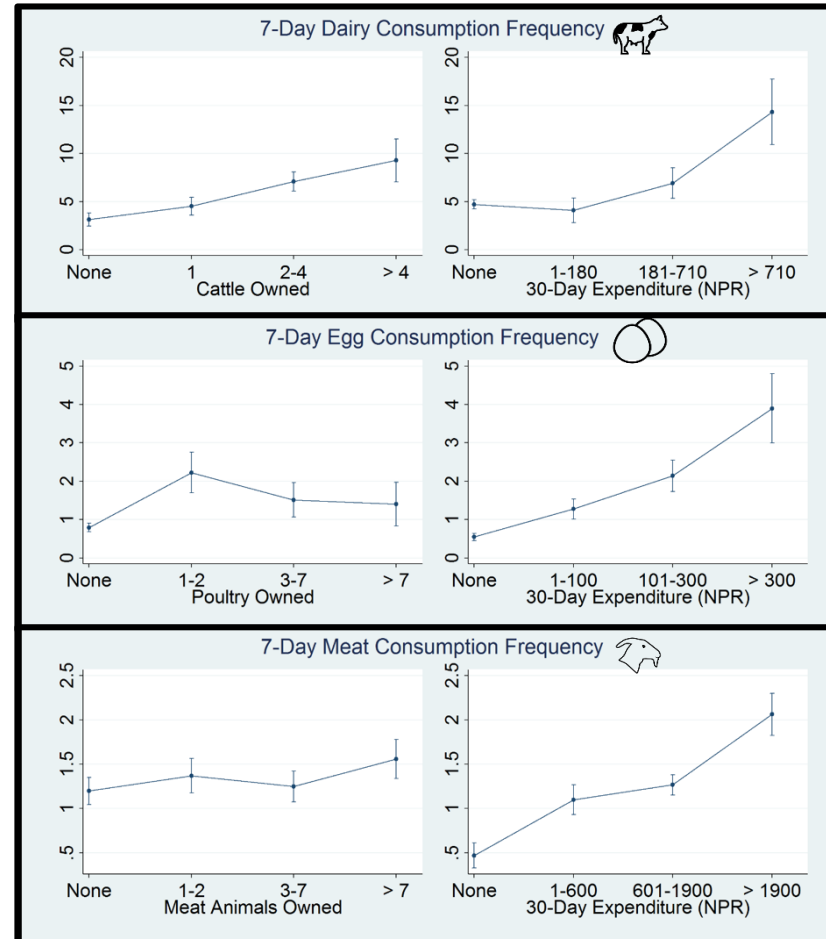 7-Day Dairy Consumption Frequency
20
15
10
5
0
None 1 2-4 > 4
Cattle Owned
20
15
10
5
0
None 1-180 181-710 > 710
30-Day Expenditure (NPR)
7-Day Egg Consumption Frequency
5
4
3
2
1
0
None 1-2 3-7 > 7
Poultry Owned
5
4
3
2
1
0
None 1-100 101-300 > 300
30-Day Expenditure (NPR)
7-Day Meat Consumption Frequency
2.5
2
1.5
1
.5
None 1-2 3-7 > 7
Meat Animals Owned
2.5
2
1.5
1
.5
None 1-600 601-1900 > 1900
30-Day Expenditure (NPR)